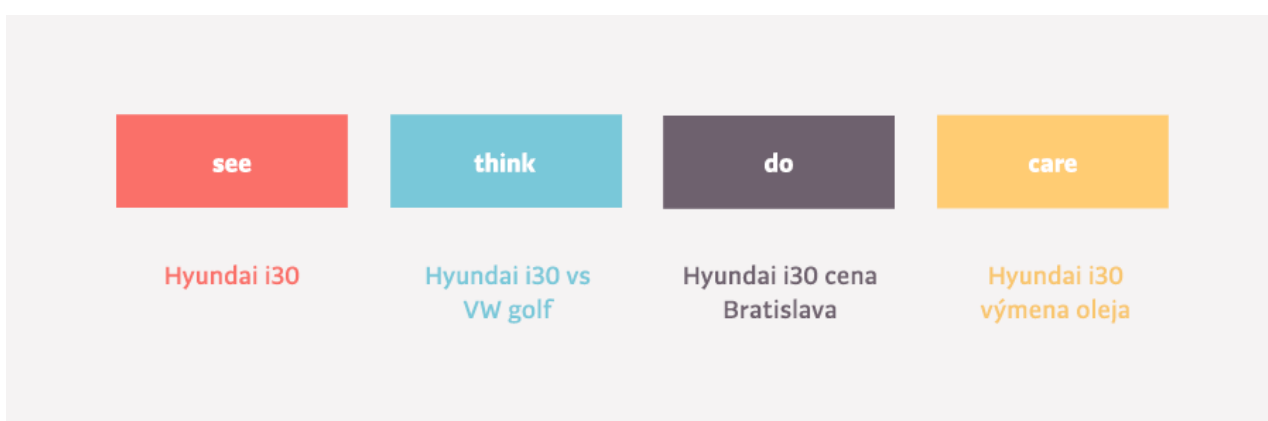 see
think
do
care
Hyundai i30
Hyundai i30 vs
VW golf
Hyundai i30 cena
Bratislava
Hyundai i30
výmena oleja